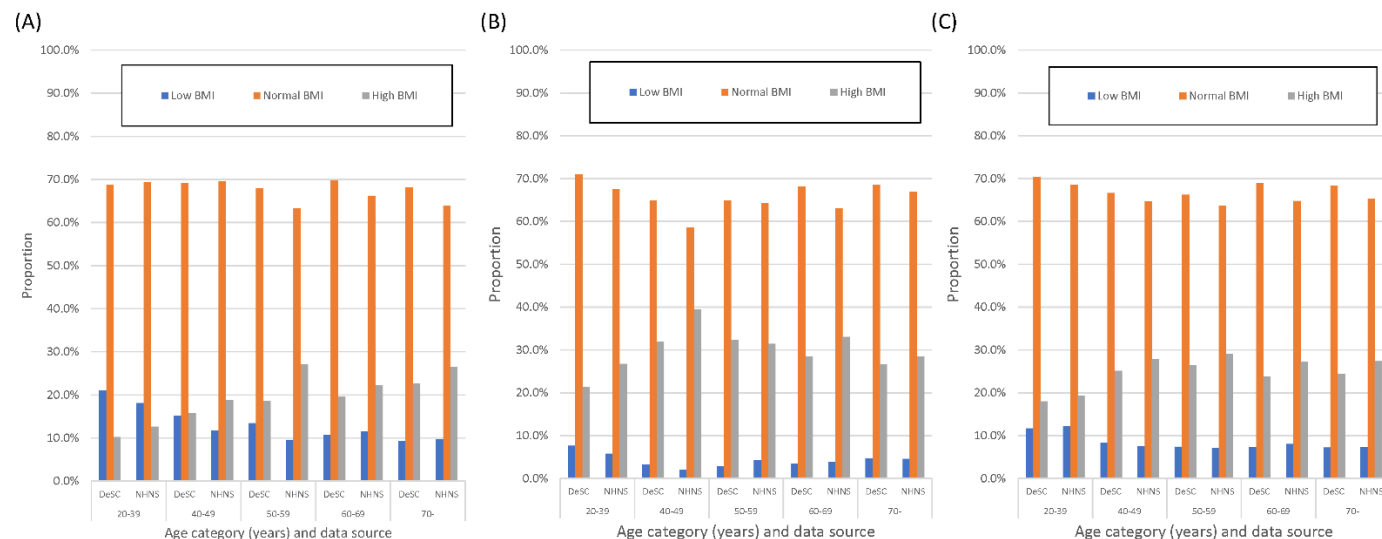 (A)
100.0%
90.0%
80.0%
70.0%
60.0%
50.0%
40.0%
30.0%
20.0%
10.0%
0.0%
Proportion
Low BMI Normal BMI High BMI
DeSC NHNS DeSC NHNS DeSC NHNS DeSC NHNS DeSC NHNS
20-39 40-49 50-59 60-69 70-
Age category (years) and data source
(B)
100.0%
90.0%
80.0%
70.0%
60.0%
50.0%
40.0%
30.0%
20.0%
10.0%
0.0%
Proportion
Low BMI Normal BMI High BMI
DeSC NHNS DeSC NHNS DeSC NHNS DeSC NHNS DeSC NHNS
20-39 40-49 50-59 60-69 70-
Age category (years) and data source
(C)
100.0%
90.0%
80.0%
70.0%
60.0%
50.0%
40.0%
30.0%
20.0%
10.0%
0.0%
Proportion
Low BMI Normal BMI High BMI
DeSC NHNS DeSC NHNS DeSC NHNS DeSC NHNS DeSC NHNS
20-39 40-49 50-59 60-69 70-
Age category (years) and data source